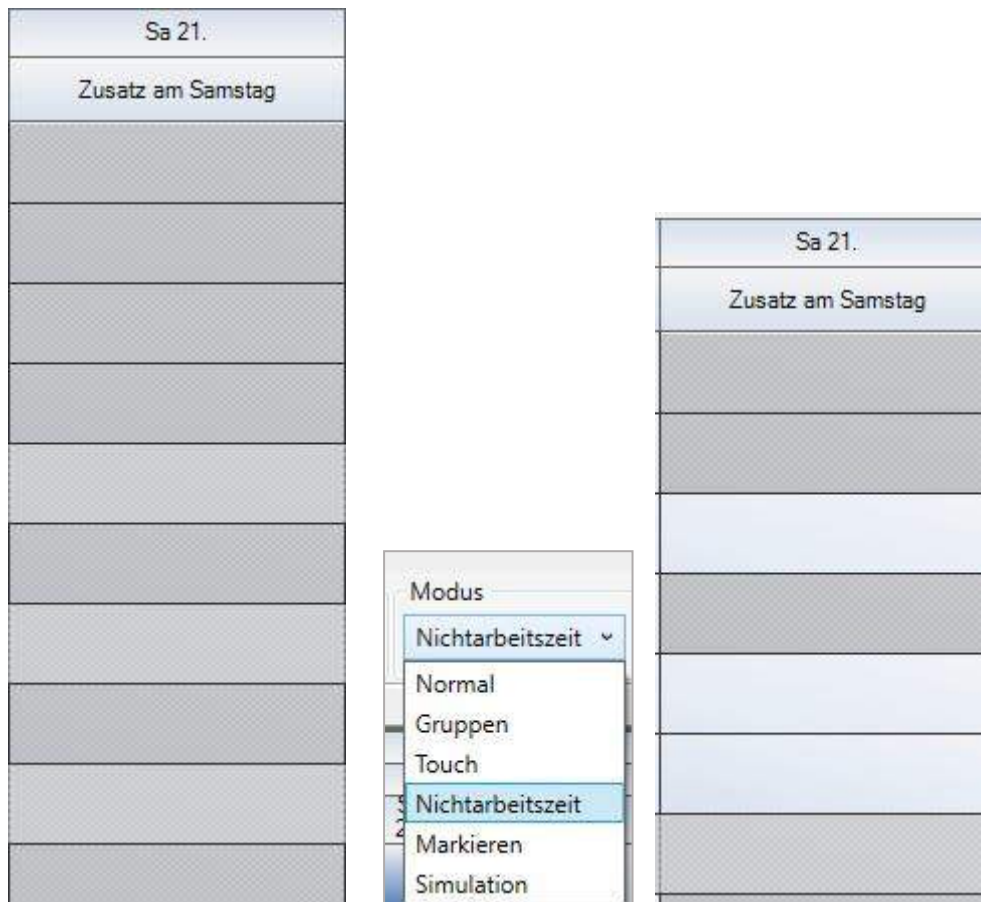 Sa 21.
Zusatz am Samstag
Modus
Nichtarbeitszeit
Normal
Gruppen
Touch
Nichtarbeitszeit
Markieren
Simulation
Sa 21.
Zusatz am Samstag